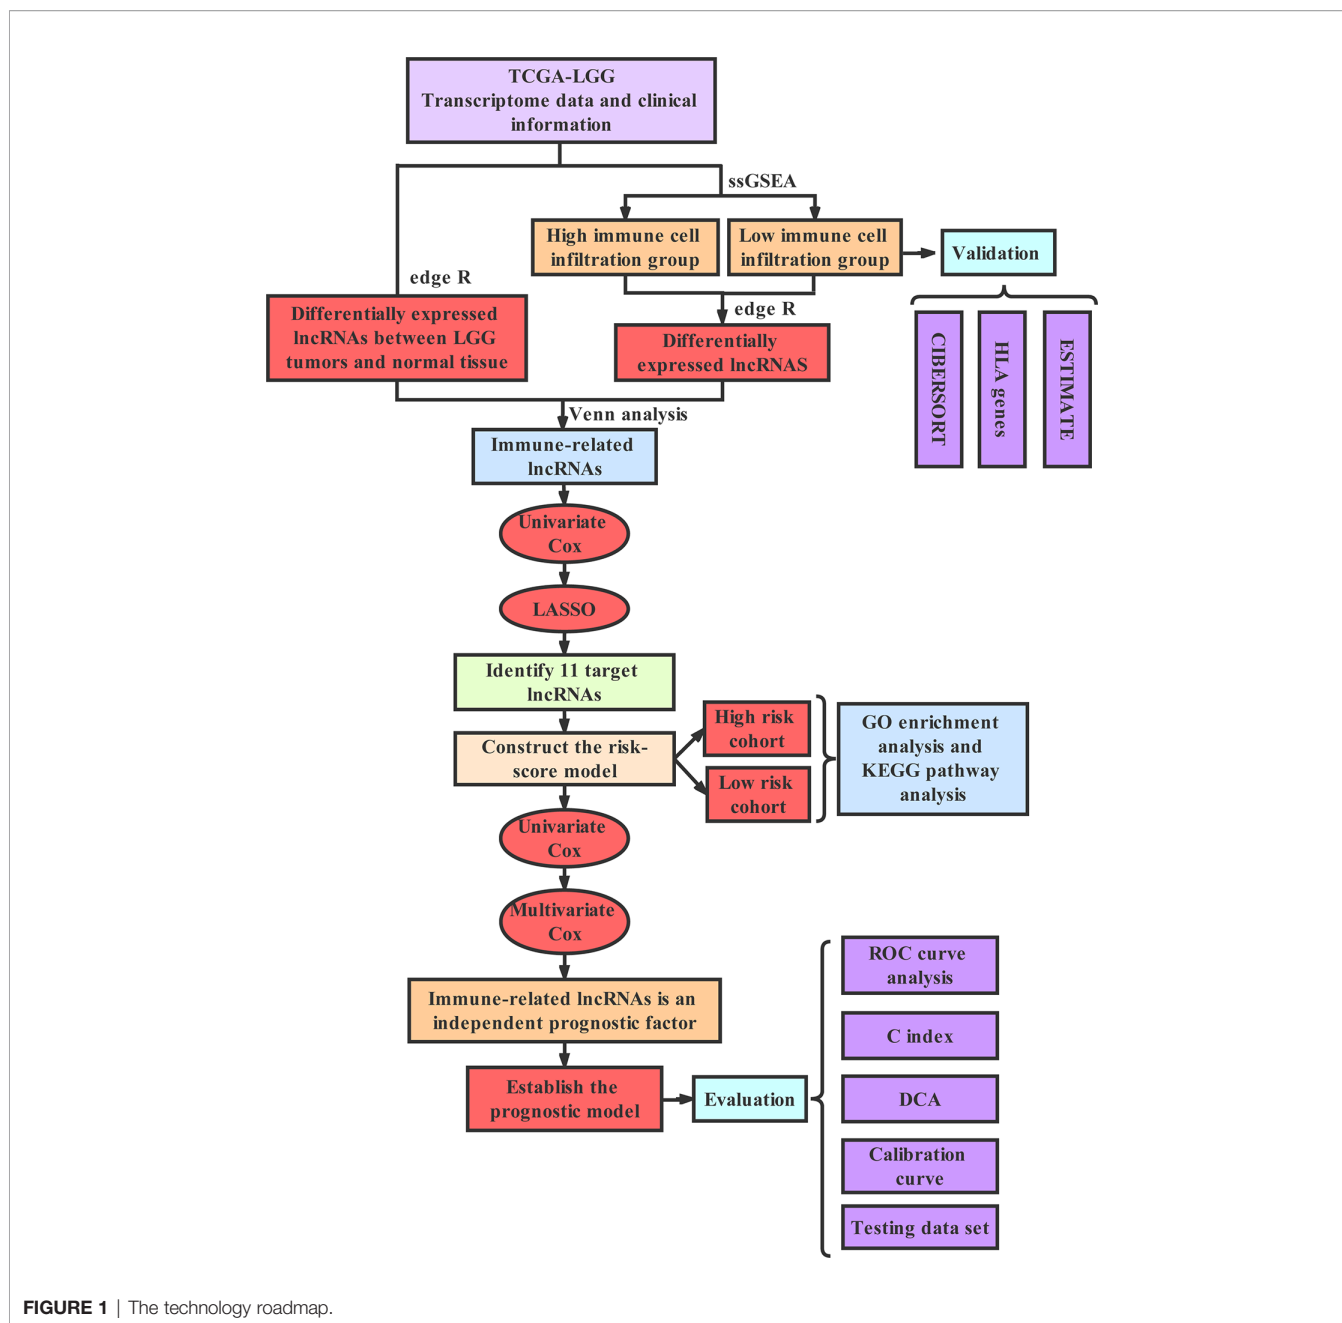 TCGA-LGG
Transcriptome data and clinical
information
ssGSEA
High immune cell
infiltration group
Low immune cell
infiltration group
Validation
edge R
edge R
Differentially expressed
lncRNAs between LGG
tumors and normal tissue
Differentially
expressed lncRNAS
CIBERSORT
HLA genes
ESTIMATE
Venn analysis
Immune-related
lncRNAs
Univariate
Cox
LASSO
Identify 11 target
lncRNAs
Construct the risk-
score model
High risk
cohort
Low risk
cohort
GO enrichment
analysis and
KEGG pathway
analysis
Univariate
Cox
Multivariate
Cox
Immune-related lncRNAs is an
independent prognostic factor
Establish the
prognostic model
Evaluation
ROC curve
analysis
C index
DCA
Calibration
curve
Testing data set
FIGURE 1 | The technology roadmap.